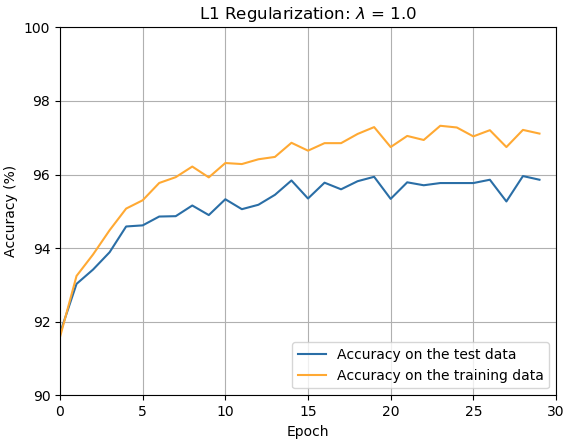 L1 Regularization: λ = 1.0
100
98
96
94
92
90
Accuracy (%)
0 5 10 15 20 25 30
Epoch
Accuracy on the test data
Accuracy on the training data